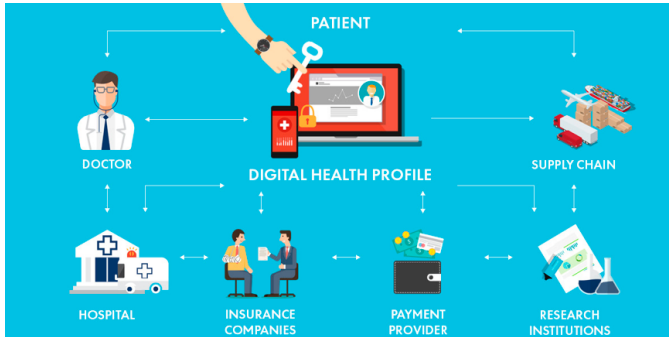 PATIENT
DOCTOR
DIGITAL HEALTH PROFILE
SUPPLY CHAIN
HOSPITAL
INSURANCE
COMPANIES
PAYMENT
PROVIDER
RESEARCH
INSTITUTIONS